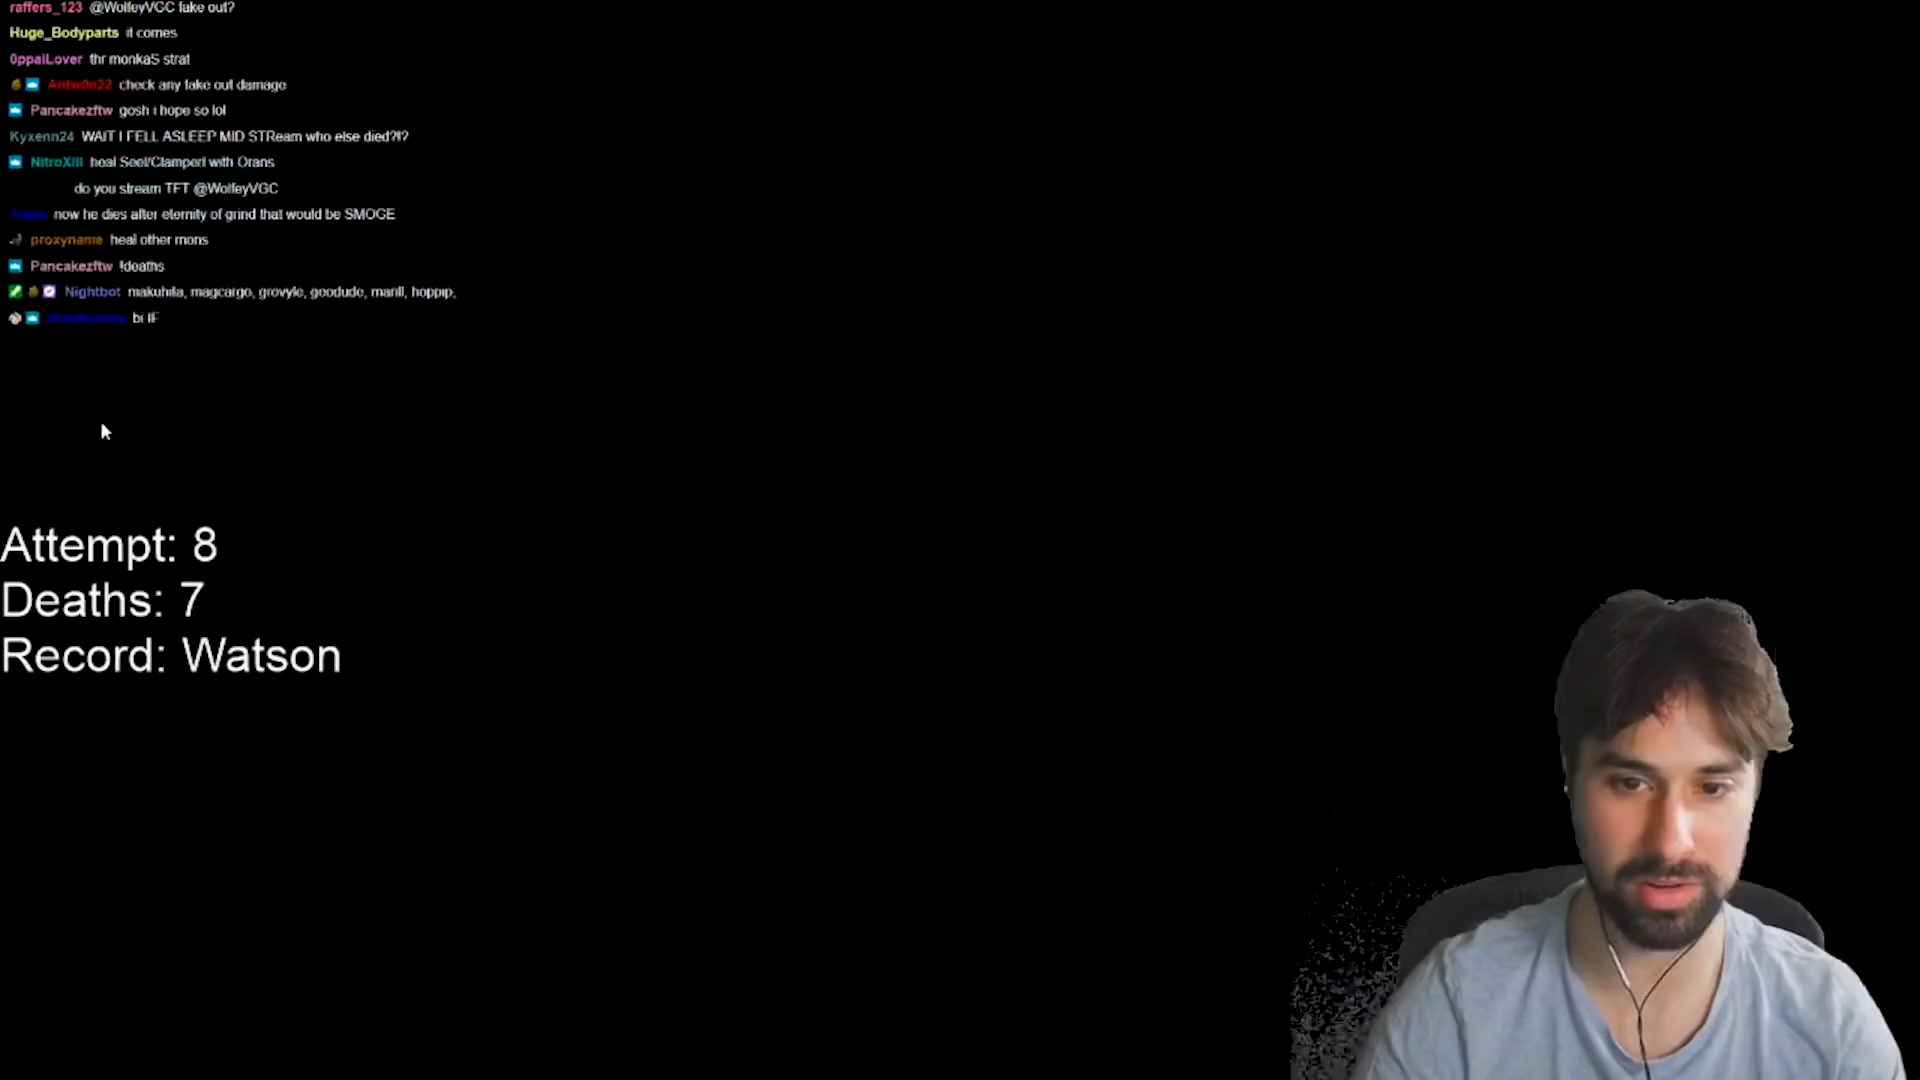 raffers_123 @WolfeyVGC fake out?
Huge_Bodyparts it comes
0ppaiLover thr monkaS strat
Antw0n22 check any fake out damage
Pancakezftw gosh i hope so lol
Kyxenn24 WAIT I FELL ASLEEP MID STReam who else died?!?
NitroXIII heal Seel/Clamperl with Orans
do you stream TFT @WolfeyVGC
now he dies after eternity of grind that would be SMOGE
proxyname heal other mons
Pancakezftw !deaths
Nightbot makuhita, magcargo, grovyle, geodude, marill, hoppip,
Attempt: 8
Deaths: 7
Record: Watson